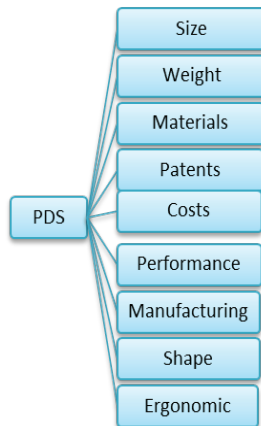 Size
Weight
Materials
Patents
PDS
Costs
Performance
Manufacturing
Shape
Ergonomic